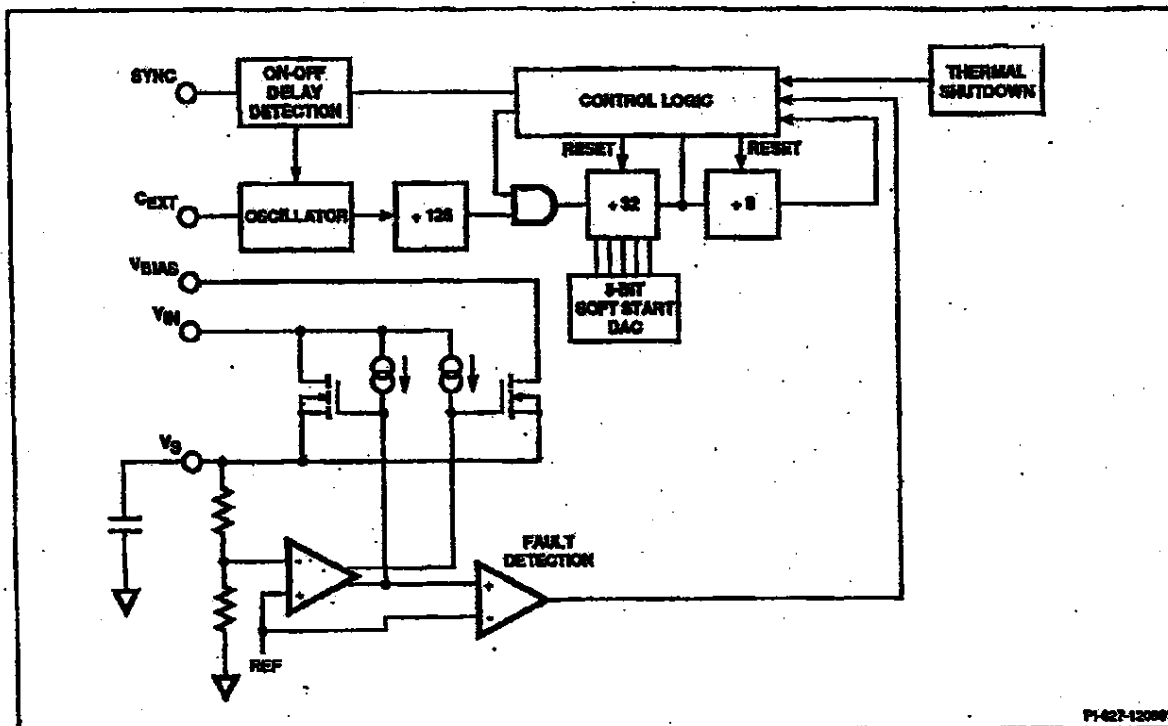 SYNC
ON-OFF
DELAY
DETECTION
CONTROL LOGIC
THERMAL
SHUTDOWN
RESET
RESET
CEXT
OSCILLATOR
÷ 128
÷ 32
÷ 8
VBIAS
5-BIT
SOFT START
DAC
VIN
VS
FAULT
DETECTION
-
+
+
-
REF